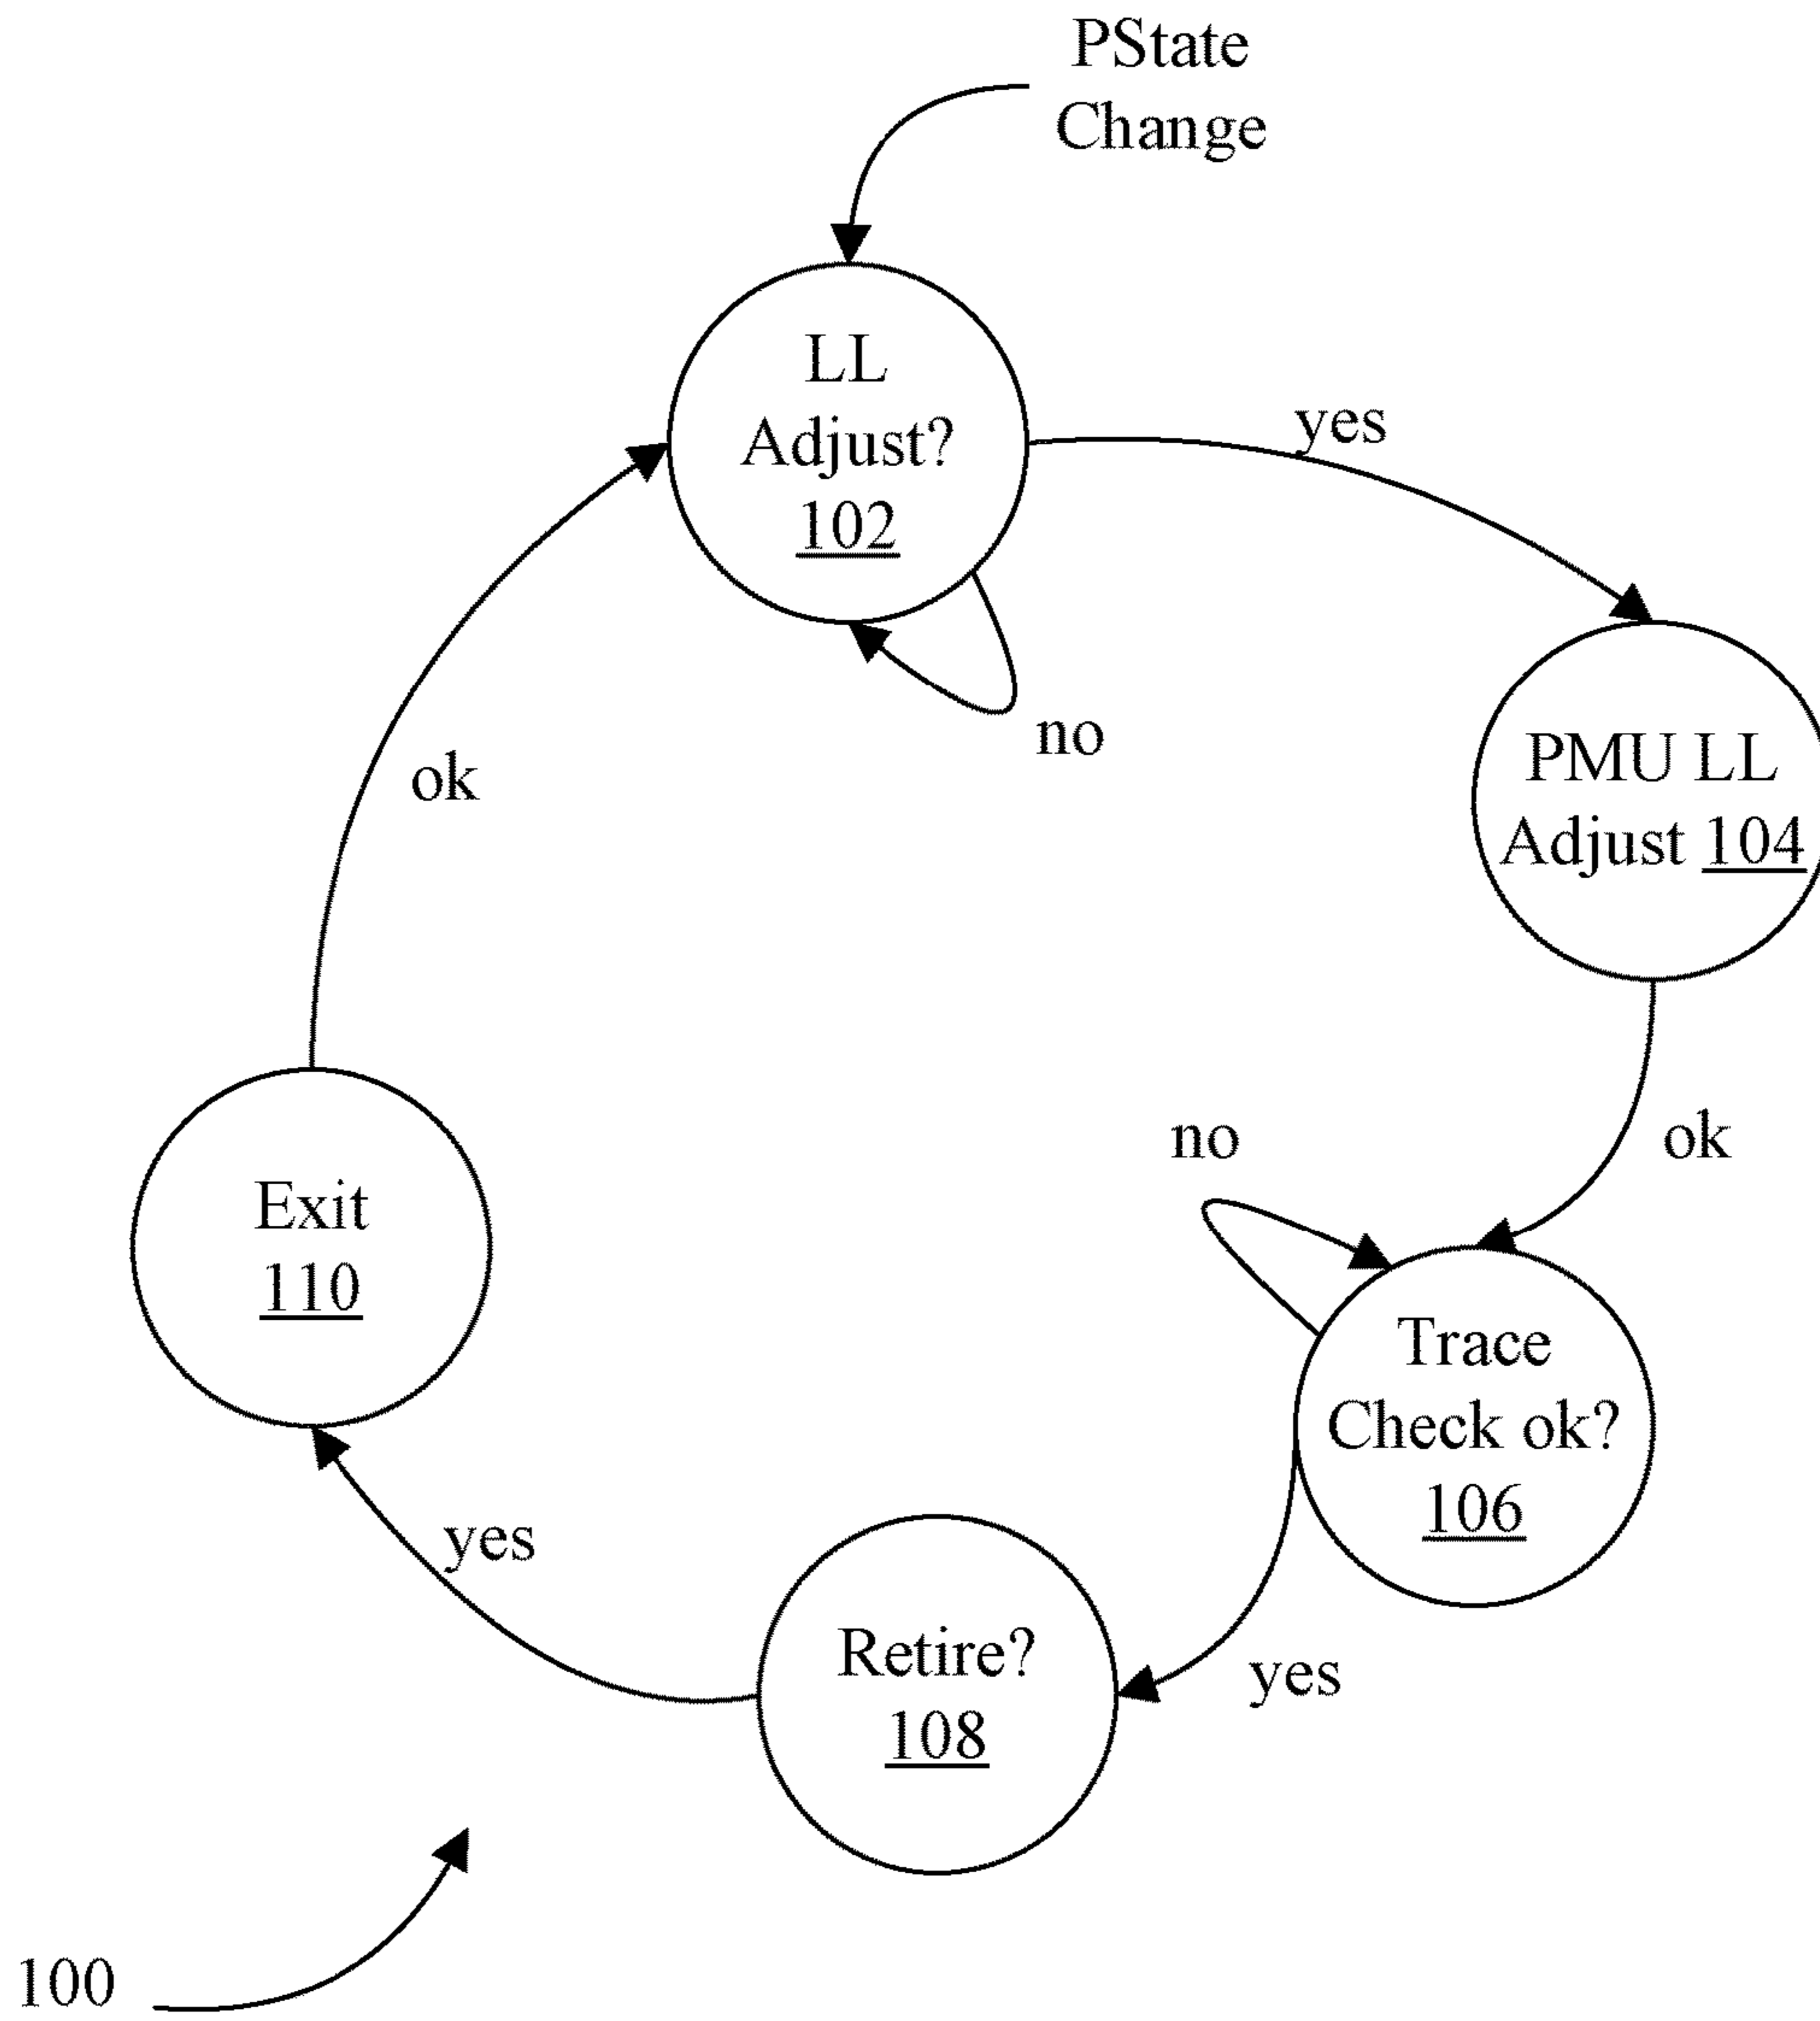 PState
Change
LL
Adjust?
102
yes
no
ok
PMU LL
Adjust 104
ok
no
Trace
Check ok?
106
Exit
110
yes
yes
Retire?
108
100